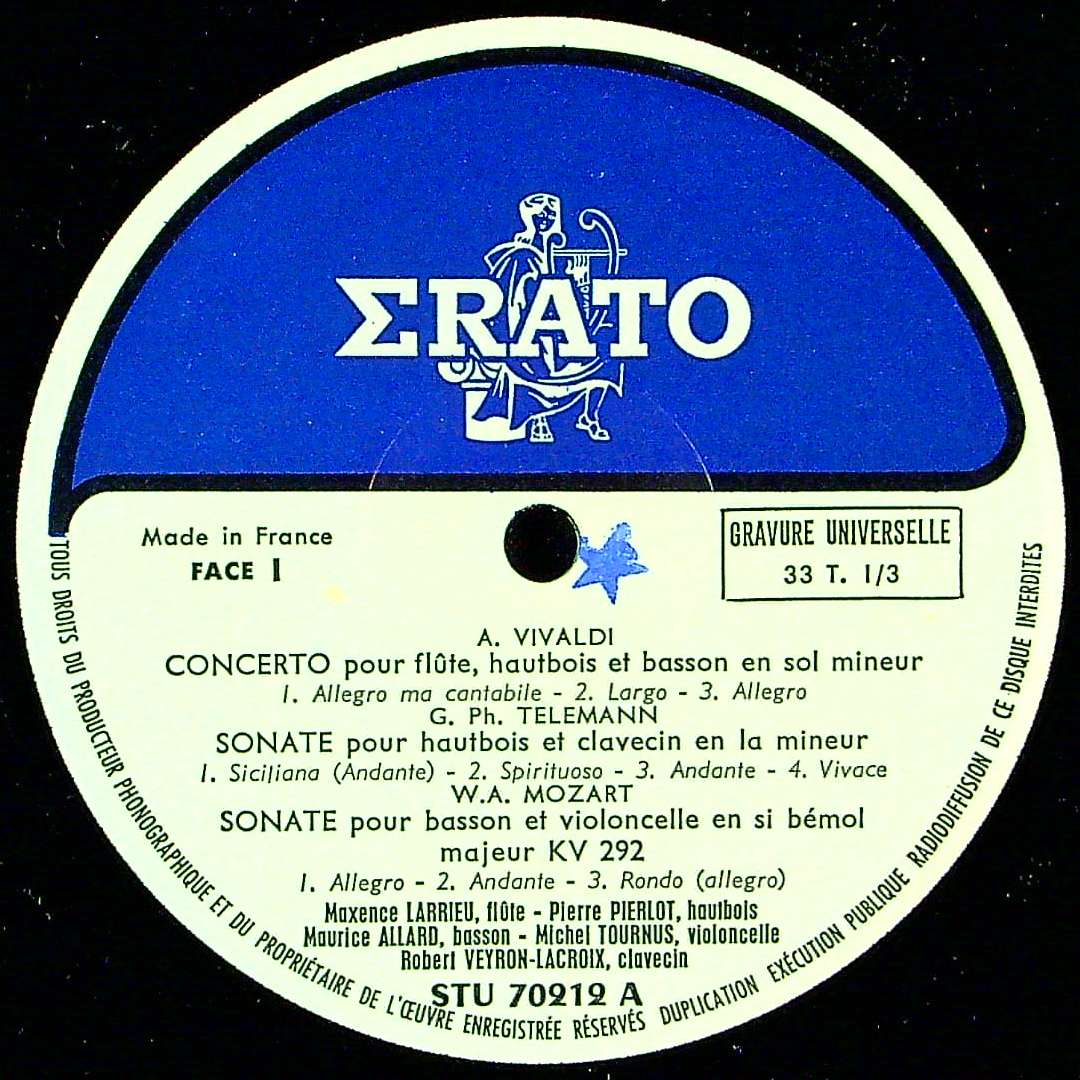 ΣRATO
Made in France
FACE 1
GRAVURE UNIVERSELLE
33 T. 1/3
A. VIVALDI
CONCERTO pour flûte, hautbois et basson en sol mineur
1. Allegro ma cantabile - 2. Largo - 3. Allegro
G. Ph. TELEMANN
SONATE pour hautbois et clavecin en la mineur
1. Siciliana (Andante) - 2. Spirituoso - 3. Andante - 4. Vivace
W.A. MOZART
SONATE pour basson et violoncelle en si bémol
majeur KV 292
1. Allegro - 2. Andante - 3. Rondo (allegro)
Maxence LARRIEU, flûte - Pierre PIERLOT, hautbois
Maurice ALLARD, basson - Michel TOURNUS, violoncelle
Robert VEYRON-LACROIX, clavecin
STU 70212 A
TOUS DROITS DU PRODUCTEUR PHONOGRAPHIQUE ET DU PROPRIÉTAIRE DE L'ŒUVRE ENREGISTRÉE RÉSERVÉS DUPLICATION EXÉCUTION PUBLIQUE RADIODIFFUSION DE CE DISQUE INTERDITES